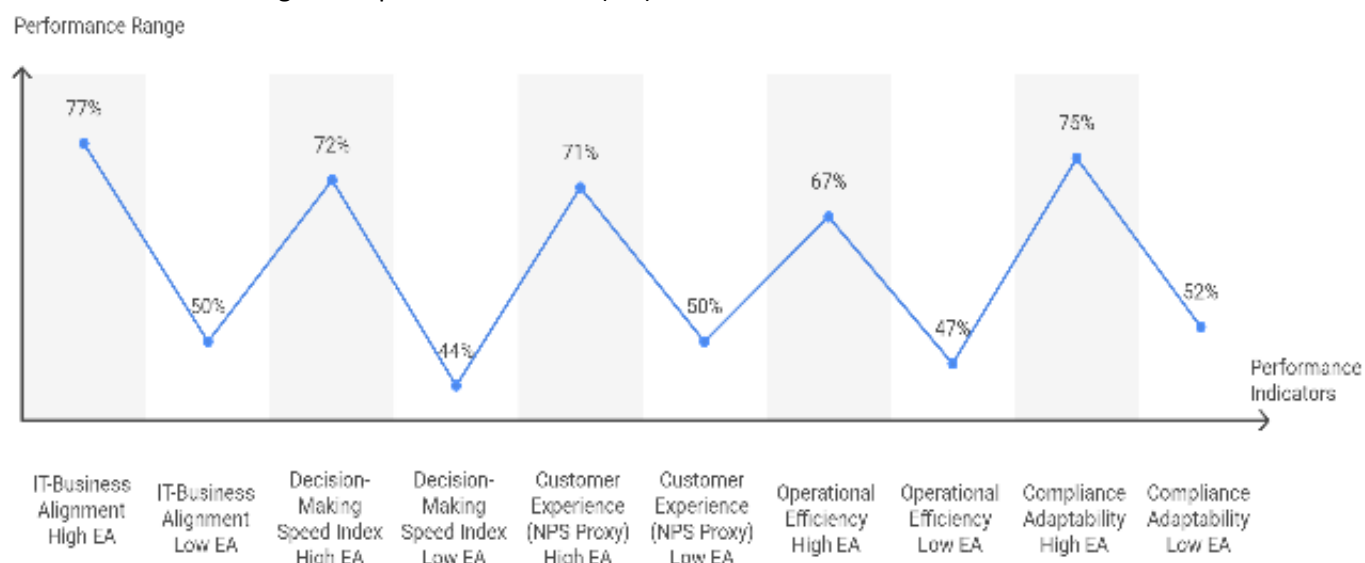 Performance Range
77%
50%
72%
44%
71%
50%
67%
47%
75%
52%
Performance
Indicators
IT-Business
Alignment
High EA
IT-Business
Alignment
Low EA
Decision-
Making
Speed Index
High EA
Decision-
Making
Speed Index
Low EA
Customer
Experience
(NPS Proxy)
High EA
Customer
Experience
(NPS Proxy)
Low EA
Operational
Efficiency
High EA
Operational
Efficiency
Low EA
Compliance
Adaptability
High EA
Compliance
Adaptability
Low EA